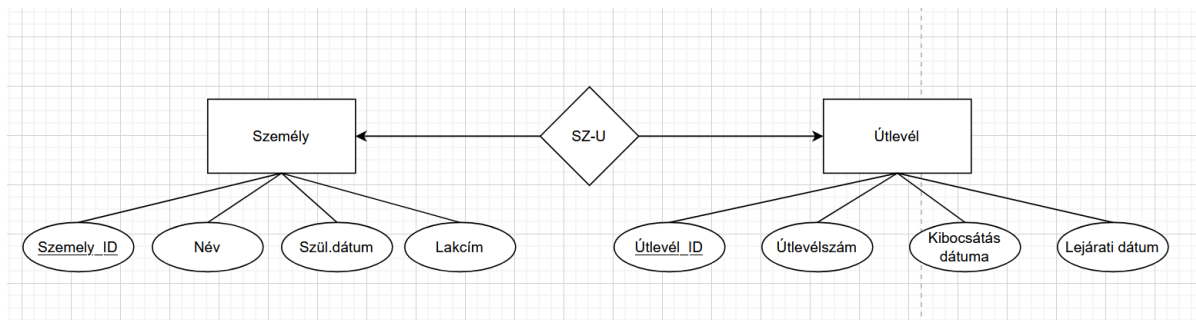 Személy
SZ-U
Útlevél
Szemely_ID
Név
Szül.dátum
Lakcím
Útlevél_ID
Útlevélszám
Kibocsátás
dátuma
Lejárati dátum